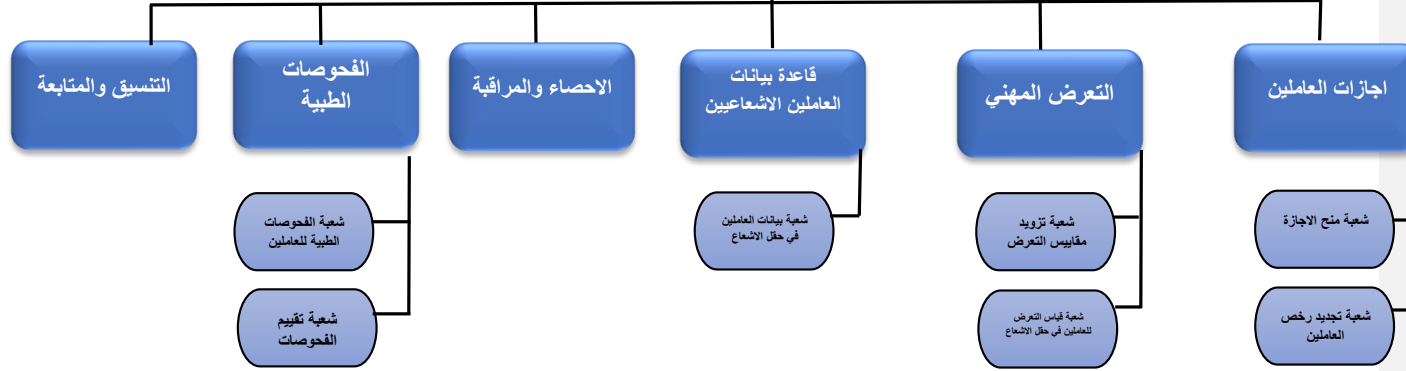 اجازات العاملين
التعرض المهني
قاعدة بيانات
العاملين الاشعاعيين
الاحصاء والمراقبة
الفحوصات
الطبية
التنسيق والمتابعة
شعبة منح الاجازة
شعبة تزويد
مقاييس التعرض
شعبة بيانات العاملين
في حقل الاشعاع
شعبة الفحوصات
الطبية للعاملين
شعبة تجديد رخص
العاملين
شعبة قياس التعرض
للعاملين في حقل الاشعاع
شعبة تقييم
الفحوصات